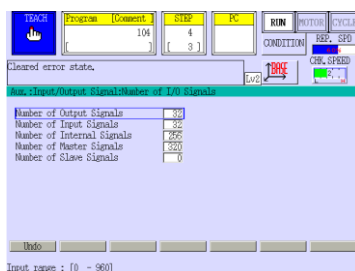 TEACH
Program [Comment ] STEP PC
104 4
[ ] [ 3 ]
RUN MOTOR CYCLE
CONDITION REP. SPD
CHK.SPEED
Cleared error state.
Lv2 BASE
Aux.:Input/Output Signal:Number of I/O Signals
Number of Output Signals 32
Number of Input Signals 32
Number of Internal Signals 256
Number of Master Signals 320
Number of Slave Signals 0
Undo
Input range : [0 - 960]